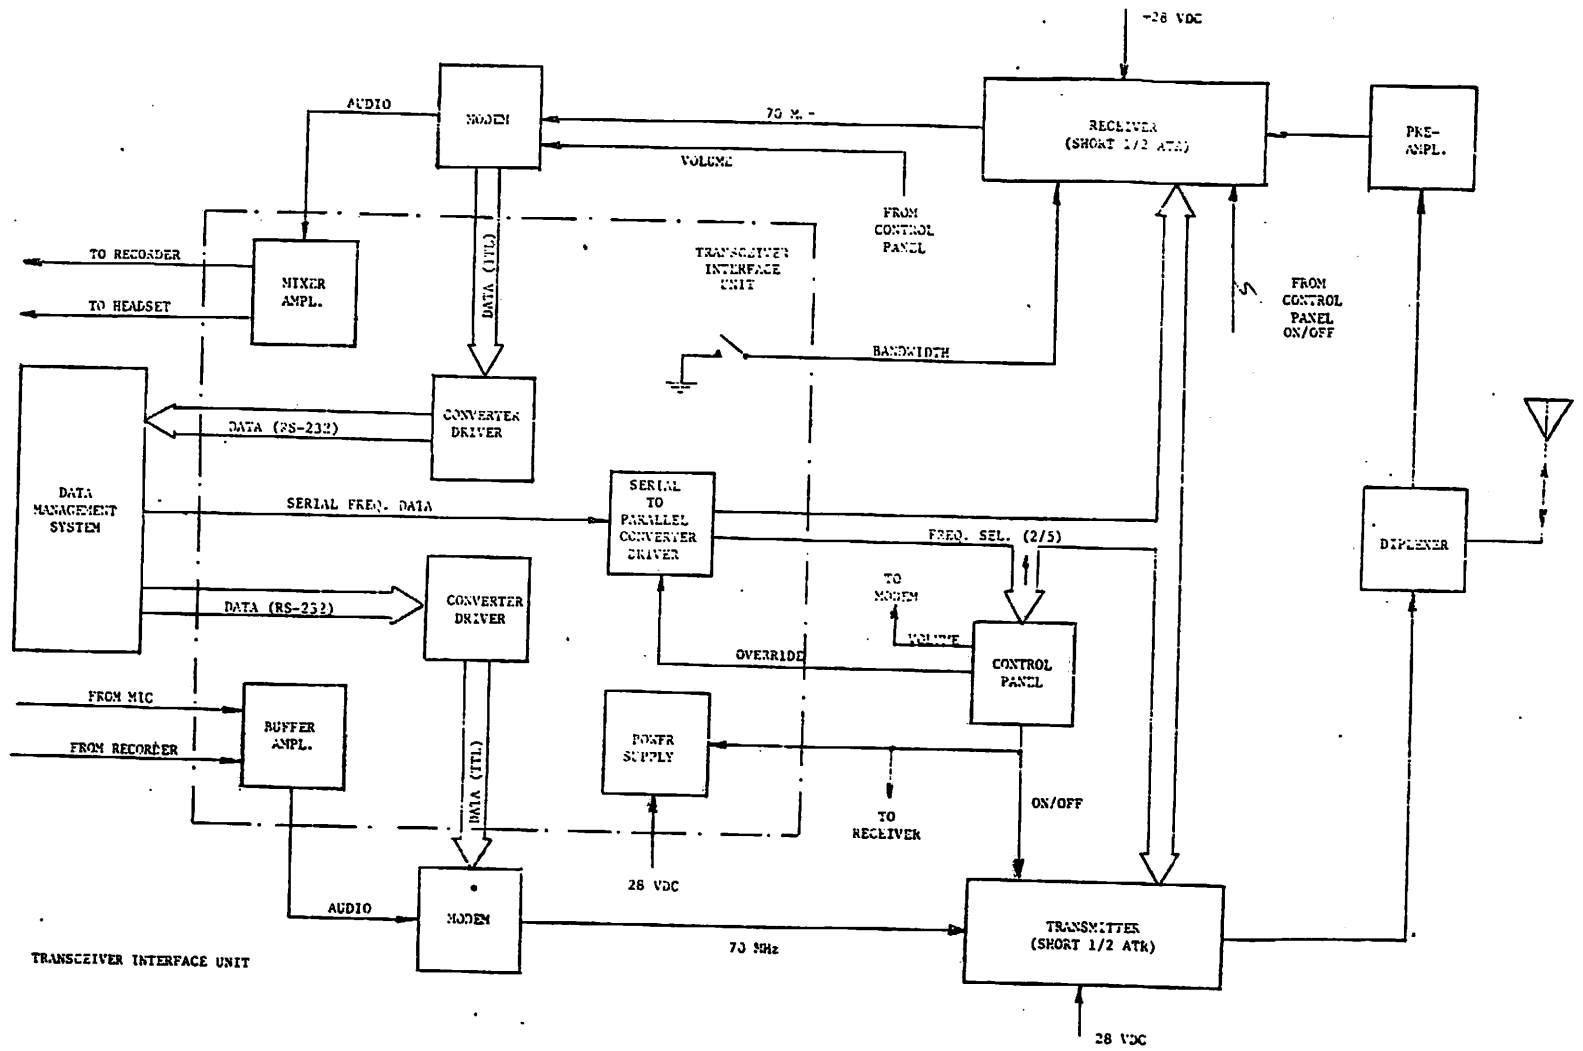 +28 VDC
AUDIO
MODEM
70 M
RECEIVER
(SHORT 1/2 ATR)
PRE-
AMPL.
VOLUME
FROM
CONTROL
PANEL
TO RECORDER
MIXER
AMPL.
TO HEADSET
DATA (TTL)
TRANSCEIVER
INTERFACE
UNIT
FROM
CONTROL
PANEL
ON/OFF
BANDWIDTH
CONVERTER
DRIVER
DATA (RS-232)
DATA
MANAGEMENT
SYSTEM
SERIAL FREQ. DATA
SERIAL
TO
PARALLEL
CONVERTER
DRIVER
FREQ. SEL. (2/5)
DIPLEXER
TO
MODEM
VOLUME
DATA (RS-232)
CONVERTER
DRIVER
OVERRIDE
CONTROL
PANEL
FROM MIC
BUFFER
AMPL.
FROM RECORDER
POWER
SUPPLY
DATA (TTL)
ON/OFF
TO
RECEIVER
28 VDC
AUDIO
MODEM
70 MHz
TRANSMITTER
(SHORT 1/2 ATR)
TRANSCEIVER INTERFACE UNIT
28 VDC